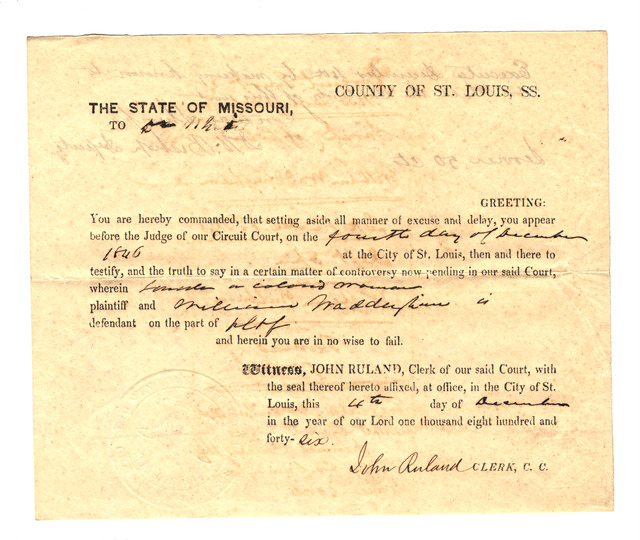 COUNTY OF ST. LOUIS, SS.
THE STATE OF MISSOURI,
TO Dr White
GREETING:
You are hereby commanded, that setting aside all manner of excuse and delay, you appear
before the Judge of our Circuit Court, on the fourth day of December
1846 at the City of St. Louis, then and there to
testify, and the truth to say in a certain matter of controversy now pending in our said Court,
wherein a colored woman
plaintiff and William Waddingham is
defendant on the part of pltf
and herein you are in no wise to fail.
Witness, JOHN RULAND, Clerk of our said Court, with
the seal thereof hereto affixed, at office, in the City of St.
Louis, this 4th day of December
in the year of our Lord one thousand eight hundred and
forty-six.
John Ruland CLERK, C. C.